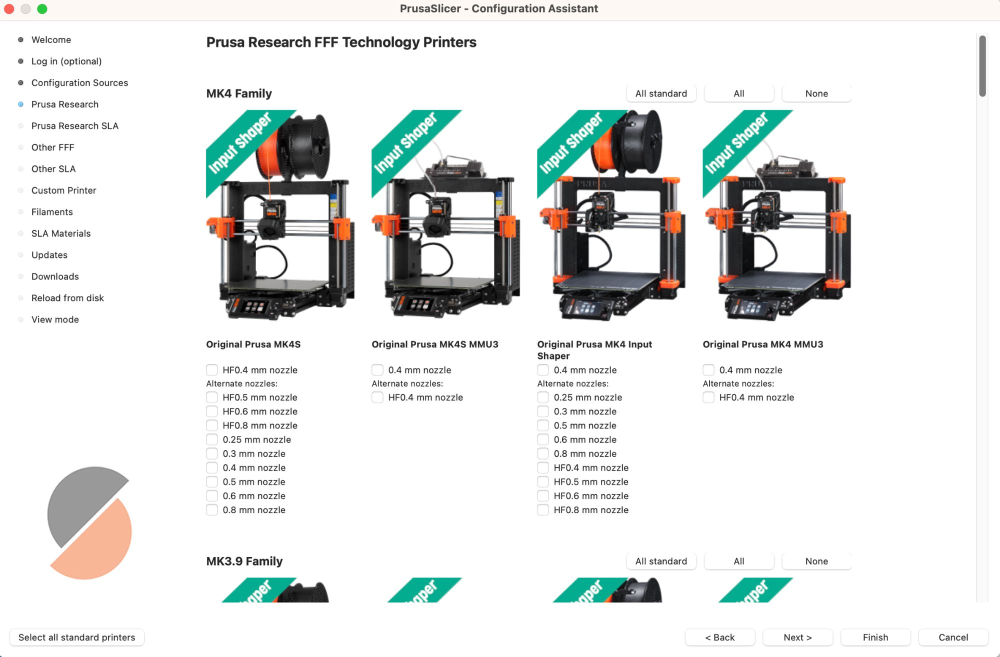 PrusaSlicer - Configuration Assistant
Welcome
Log in (optional)
Configuration Sources
Prusa Research
Prusa Research SLA
Other FFF
Other SLA
Custom Printer
Filaments
SLA Materials
Updates
Downloads
Reload from disk
View mode
Prusa Research FFF Technology Printers
MK4 Family
All standard
All
None
Input Shaper
Input Shaper
Input Shaper
Input Shaper
PRUSA
PRUSA
Original Prusa MK4S
HF0.4 mm nozzle
Alternate nozzles:
HF0.5 mm nozzle
HF0.6 mm nozzle
HF0.8 mm nozzle
0.25 mm nozzle
0.3 mm nozzle
0.4 mm nozzle
0.5 mm nozzle
0.6 mm nozzle
0.8 mm nozzle
Original Prusa MK4S MMU3
0.4 mm nozzle
Alternate nozzles:
HF0.4 mm nozzle
Original Prusa MK4 Input
Shaper
0.4 mm nozzle
Alternate nozzles:
0.25 mm nozzle
0.3 mm nozzle
0.5 mm nozzle
0.6 mm nozzle
0.8 mm nozzle
HF0.4 mm nozzle
HF0.5 mm nozzle
HF0.6 mm nozzle
HF0.8 mm nozzle
Original Prusa MK4 MMU3
0.4 mm nozzle
Alternate nozzles:
HF0.4 mm nozzle
MK3.9 Family
All standard
All
None
Select all standard printers
< Back
Next >
Finish
Cancel